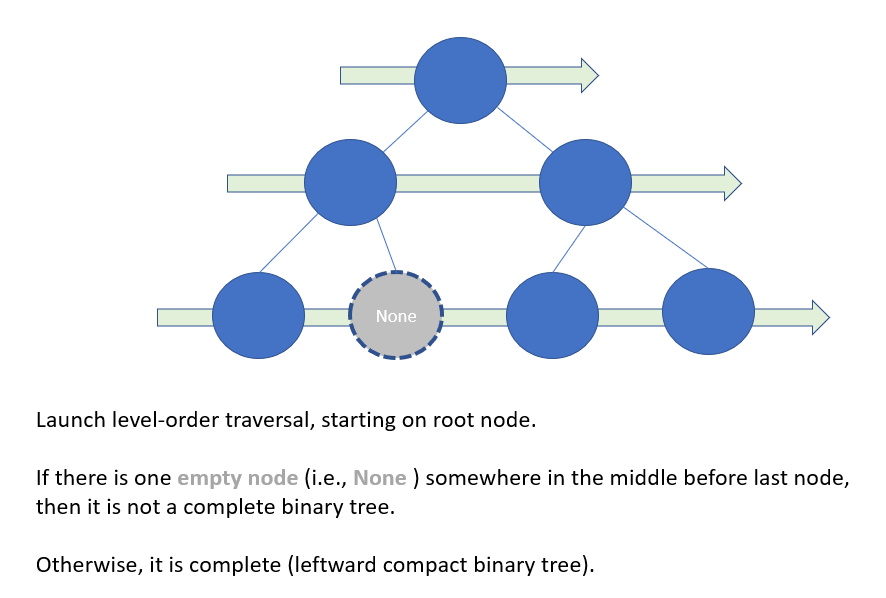 None
Launch level-order traversal, starting on root node.
If there is one empty node (i.e., None ) somewhere in the middle before last node,
then it is not a complete binary tree.
Otherwise, it is complete (leftward compact binary tree).